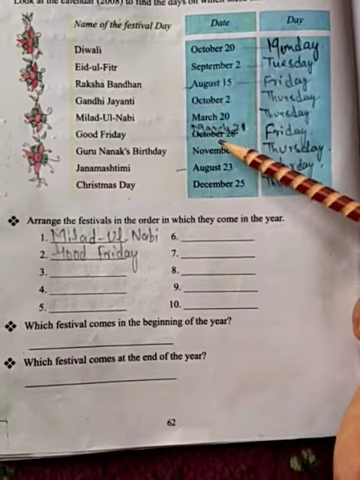 Look at the calendar (2008) to find the days on which these
Name of the festival Day Date Day
Diwali October 20 Monday
Eid-ul-Fitr September 2 Tuesday
Raksha Bandhan August 15 Friday
Gandhi Jayanti October 2 Thursday
Milad-Ul-Nabi March 20 Thursday
March 21
Good Friday October 28 Friday
Guru Nanak's Birthday Novemb Thursday
Janamashtimi August 23
Christmas Day December 25
❖ Arrange the festivals in the order in which they come in the year.
1. Milad-Ul-Nabi 6.
2. Good Friday 7.
3. 8.
4. 9.
5. 10.
❖ Which festival comes in the beginning of the year?
❖ Which festival comes at the end of the year?
62